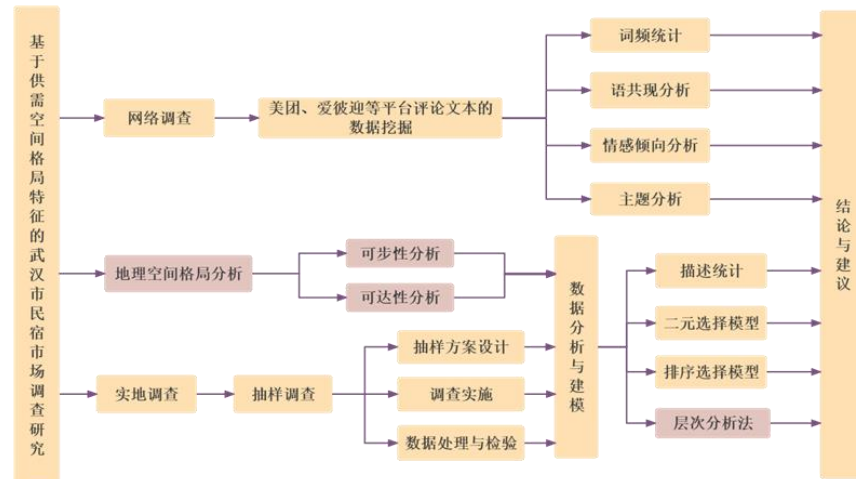 基于供需空间格局特征的武汉市民宿市场调查研究
网络调查
美团、爱彼迎等平台评论文本的
数据挖掘
词频统计
语共现分析
情感倾向分析
主题分析
地理空间格局分析
可步性分析
可达性分析
实地调查
抽样调查
抽样方案设计
调查实施
数据处理与检验
数据分析与建模
描述统计
二元选择模型
排序选择模型
层次分析法
结论与建议